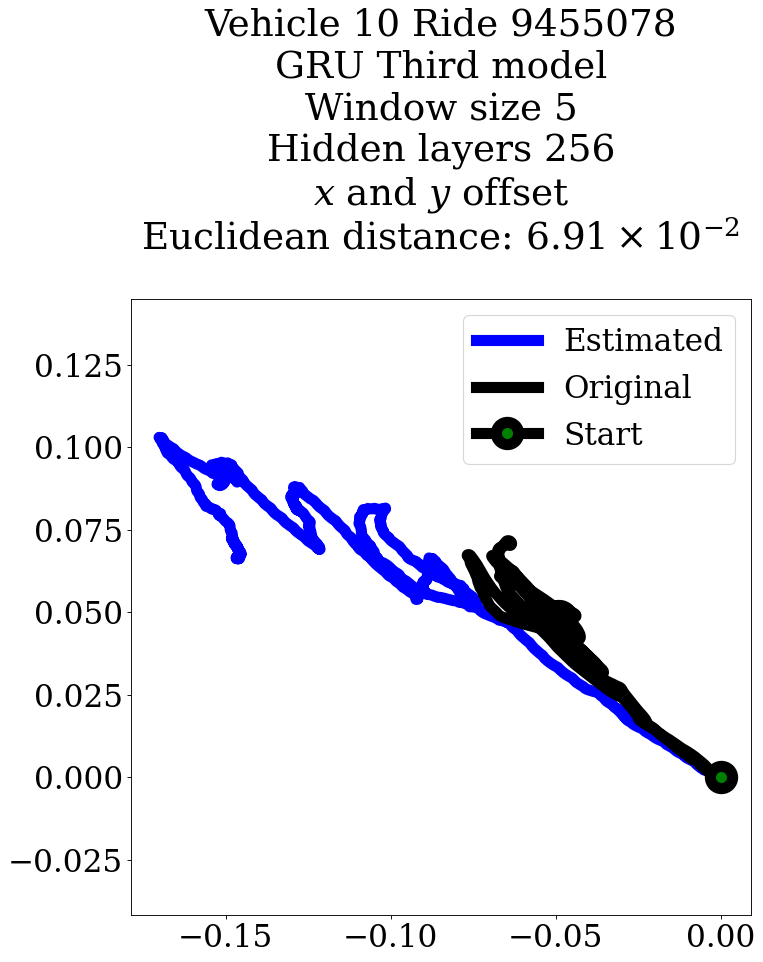 Vehicle 10 Ride 9455078
GRU Third model
Window size 5
Hidden layers 256
x and y offset
Euclidean distance: 6.91 × 10⁻²
Estimated
Original
Start
0.125
0.100
0.075
0.050
0.025
0.000
−0.025
−0.15
−0.10
−0.05
0.00